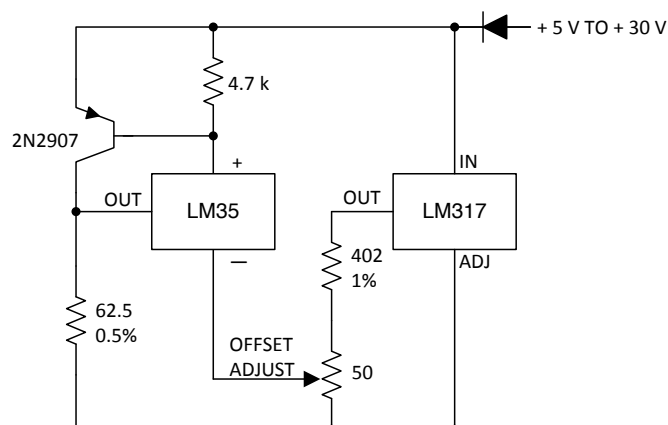 + 5 V TO + 30 V
4.7 k
2N2907
+
IN
OUT
LM35
OUT
LM317
—
ADJ
402
1%
62.5
0.5%
OFFSET
ADJUST
50